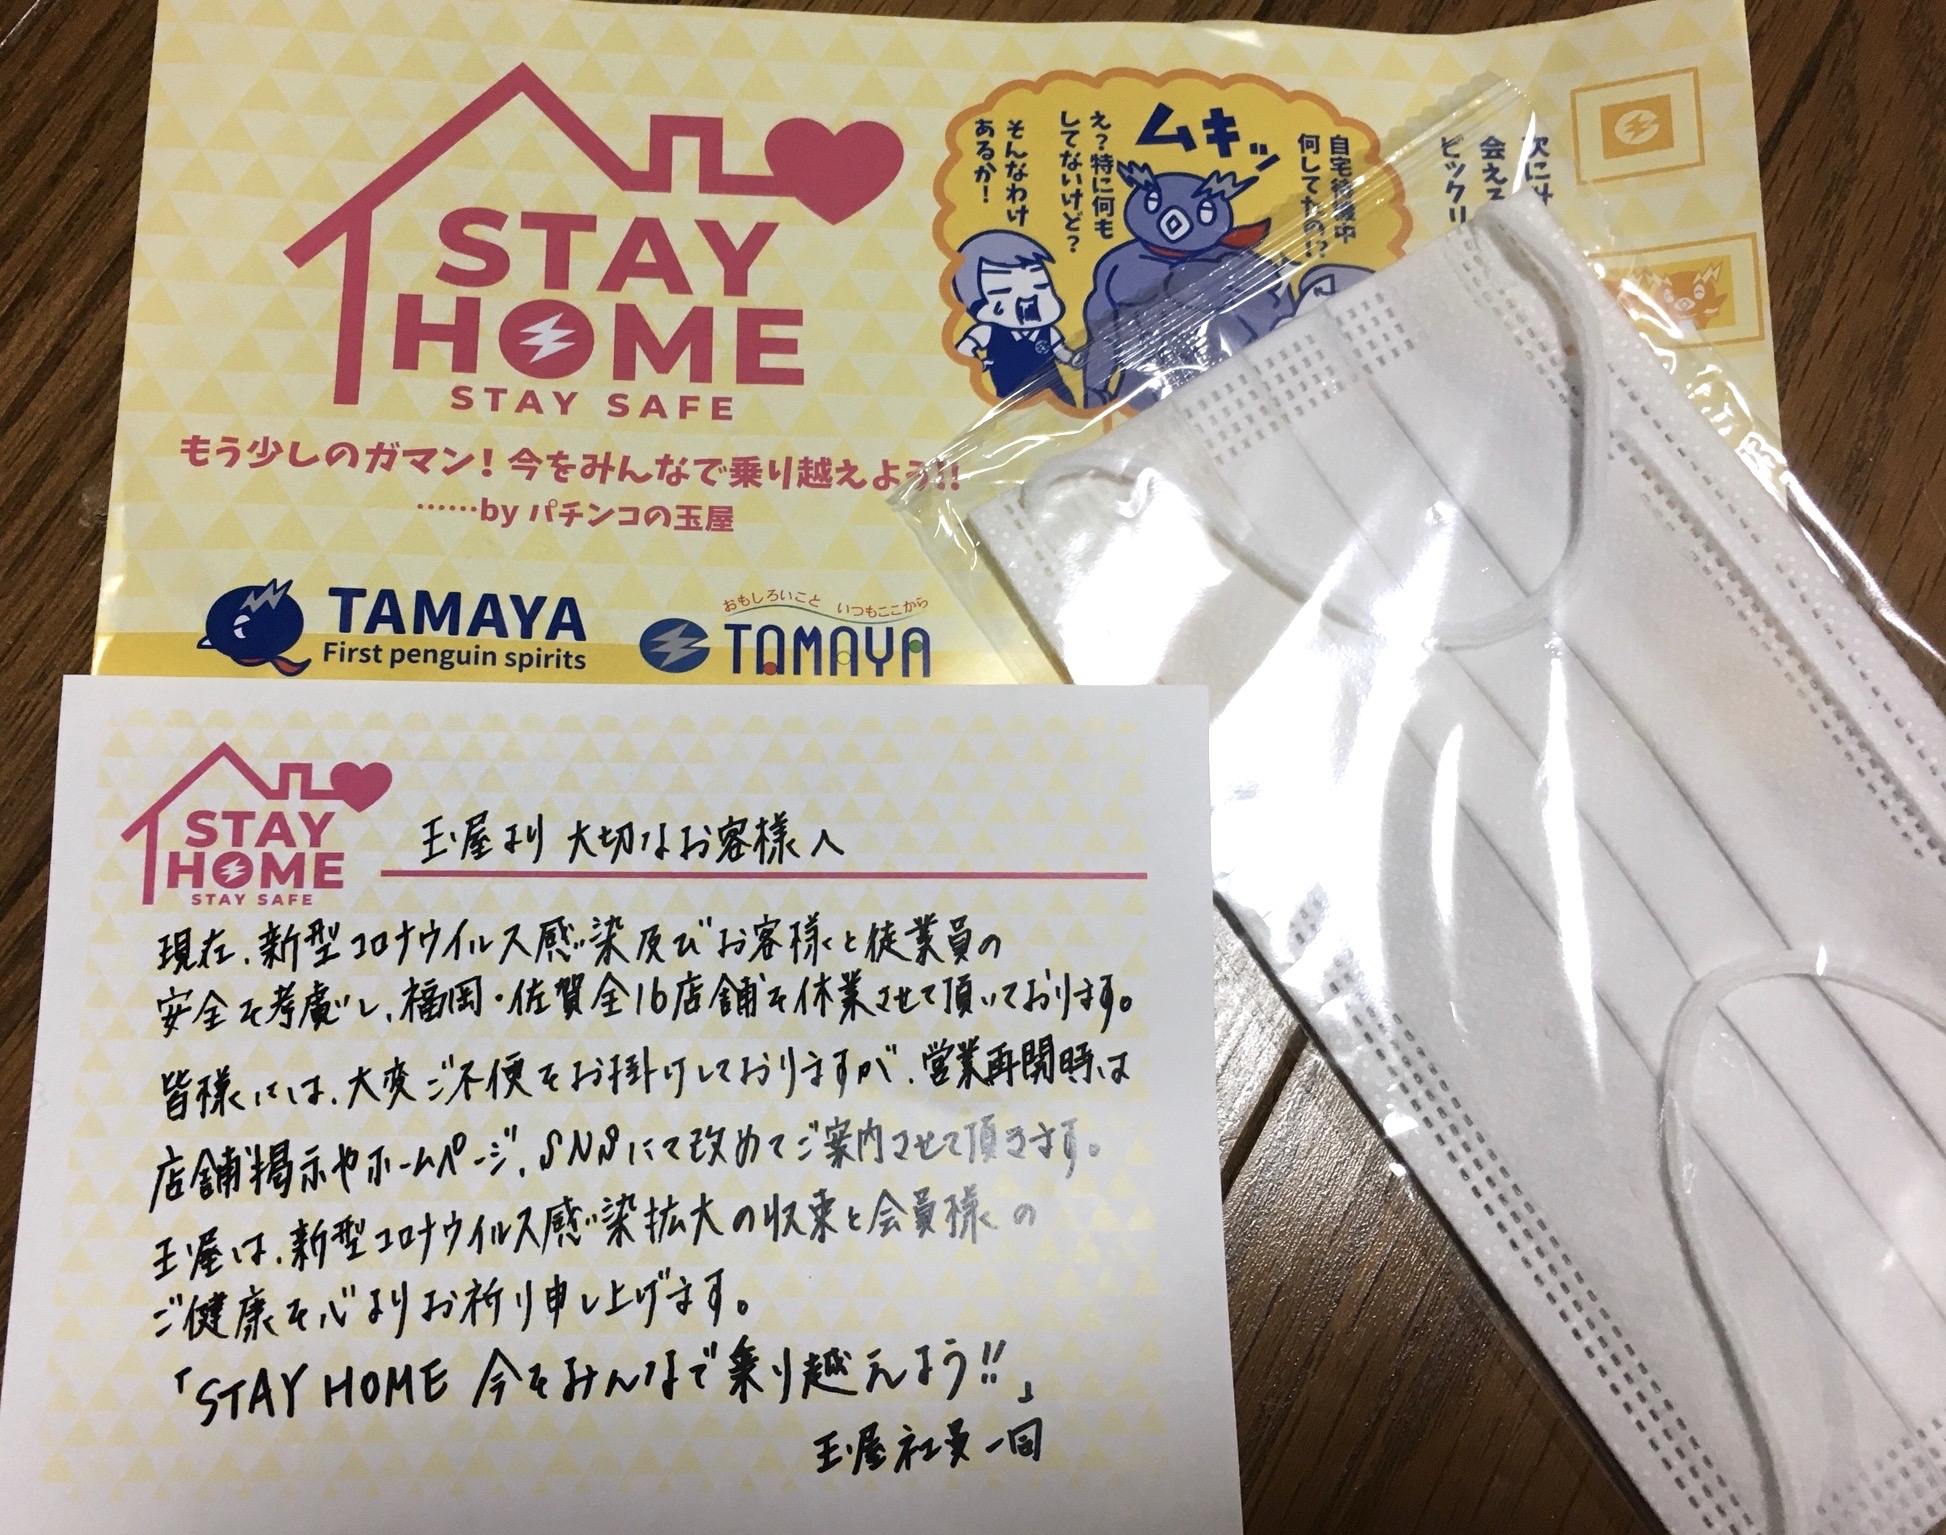 STAY
HOME
STAY SAFE
もう少しのガマン！今をみんなで乗り越えよう!!
……by パチンコの玉屋
TAMAYA
First penguin spirits
おもしろいこと いつもここから
TAMAYA
ムキッ
何してたの!?
え？特に何も
してないけど？
そんなわけ
あるか！
STAY
HOME
STAY SAFE
玉屋より 大切なお客様へ
現在、新型コロナウイルス感染及びお客様と従業員の
安全を考慮し、福岡・佐賀全16店舗を休業させて頂いております。
皆様には、大変ご不便をお掛けしておりますが、営業再開時は
店舗掲示やホームページ、SNSにて改めてご案内させて頂きます。
玉屋は、新型コロナウイルス感染拡大の収束と会員様の
ご健康を心よりお祈り申し上げます。
「STAY HOME 今をみんなで乗り越えよう!!」
玉屋社員一同